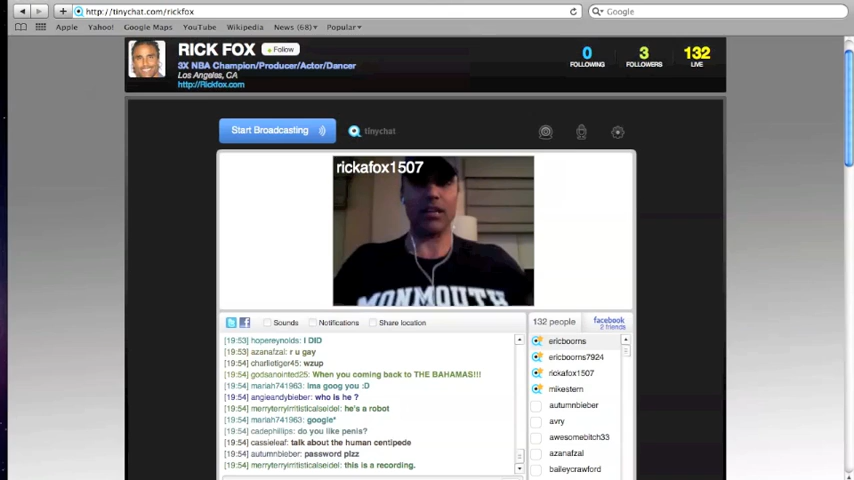 http://tinychat.com/rickfox
Google
Apple Yahoo! Google Maps YouTube Wikipedia News (68) Popular
RICK FOX
Follow
3X NBA Champion/Producer/Actor/Dancer
Los Angeles, CA
http://Rickfox.com
0 3 132
FOLLOWING FOLLOWERS LIVE
Start Broadcasting tinychat
rickafox1507
MONMOUTH
Sounds Notifications Share location
132 people
facebook
2 friends
[19:53] hopereynolds: I DID
[19:53] azanafzal: r u gay
[19:54] charlietiger45: wzup
[19:54] godsanointed25: When you coming back to THE BAHAMAS!!!
[19:54] mariah741963: Ima goog you :D
[19:54] angieandybieber: who is he ?
[19:54] merryterryirritisticalseidel: he's a robot
[19:54] mariah741963: google*
[19:54] cadephillips: do you like penis?
[19:54] cassieleaf: talk about the human centipede
[19:54] autumnbieber: password plzz
[19:54] merryterryirritisticalseidel: this is a recording.
ericboorns
ericboorns7924
rickafox1507
mikestern
autumnbieber
avry
awesomebitch33
azanafzal
baileycrawford